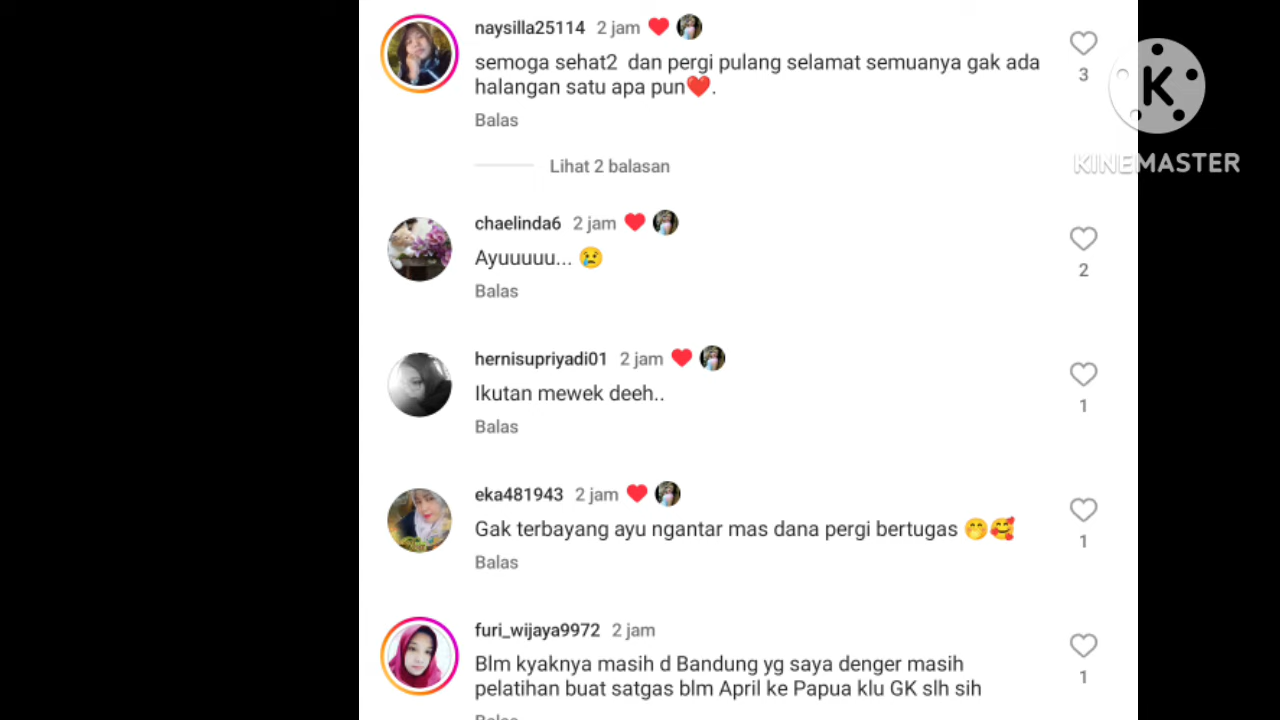 naysilla25114 2 jam ❤️
semoga sehat2 dan pergi pulang selamat semuanya gak ada
halangan satu apa pun❤️.
3
Balas
Lihat 2 balasan
KINEMASTER
chaelinda6 2 jam ❤️
Ayuuuuu... 😢
2
Balas
hernisupriyadi01 2 jam ❤️
Ikutan mewek deeh..
1
Balas
eka481943 2 jam ❤️
Gak terbayang ayu ngantar mas dana pergi bertugas 🤭🥰
1
Balas
furi_wijaya9972 2 jam
Blm kyaknya masih d Bandung yg saya denger masih
pelatihan buat satgas blm April ke Papua klu GK slh sih
1
Balas